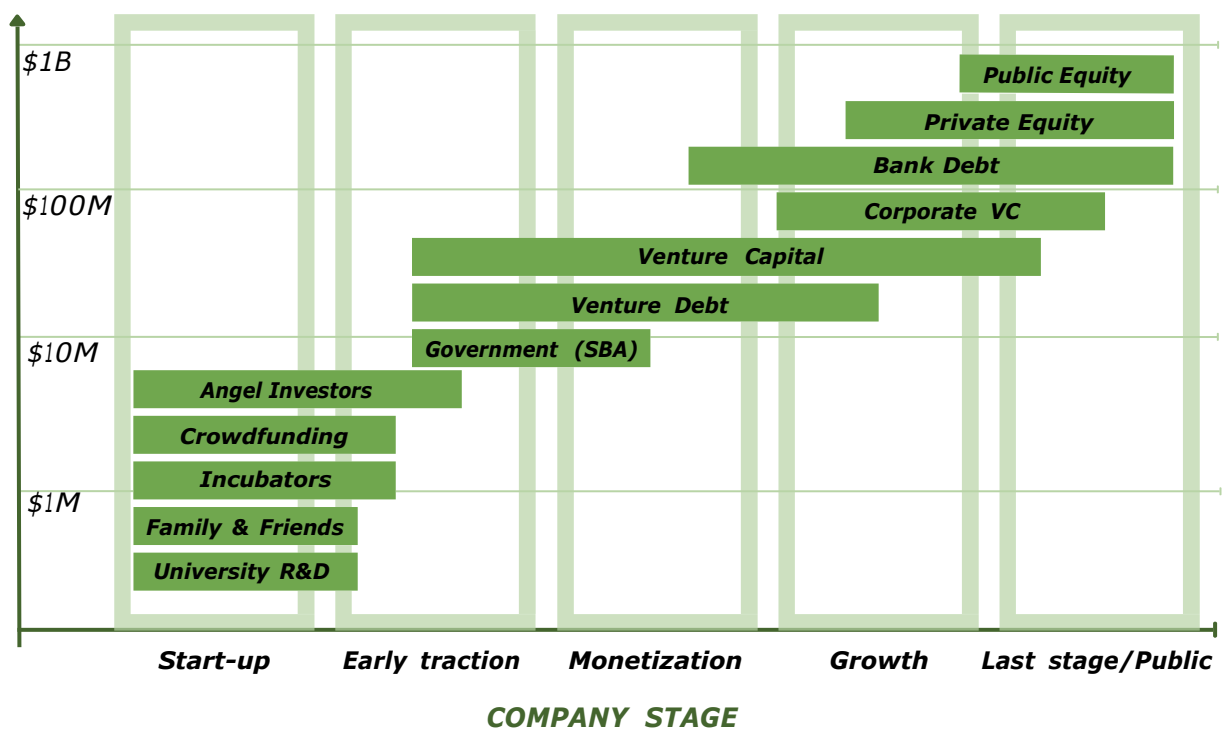 $1B
Public Equity
Private Equity
Bank Debt
$100M
Corporate VC
Venture Capital
Venture Debt
$10M
Government (SBA)
Angel Investors
Crowdfunding
Incubators
$1M
Family & Friends
University R&D
Start-up
Early traction
Monetization
Growth
Last stage/Public
COMPANY STAGE